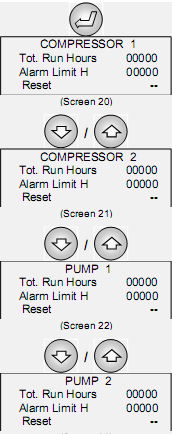 COMPRESSOR 1
Tot. Run Hours 00000
Alarm Limit H 00000
Reset --
(Screen 20)
/
COMPRESSOR 2
Tot. Run Hours 00000
Alarm Limit H 00000
Reset --
(Screen 21)
/
PUMP 1
Tot. Run Hours 00000
Alarm Limit H 00000
Reset --
(Screen 22)
/
PUMP 2
Tot. Run Hours 00000
Alarm Limit H 00000
Reset --